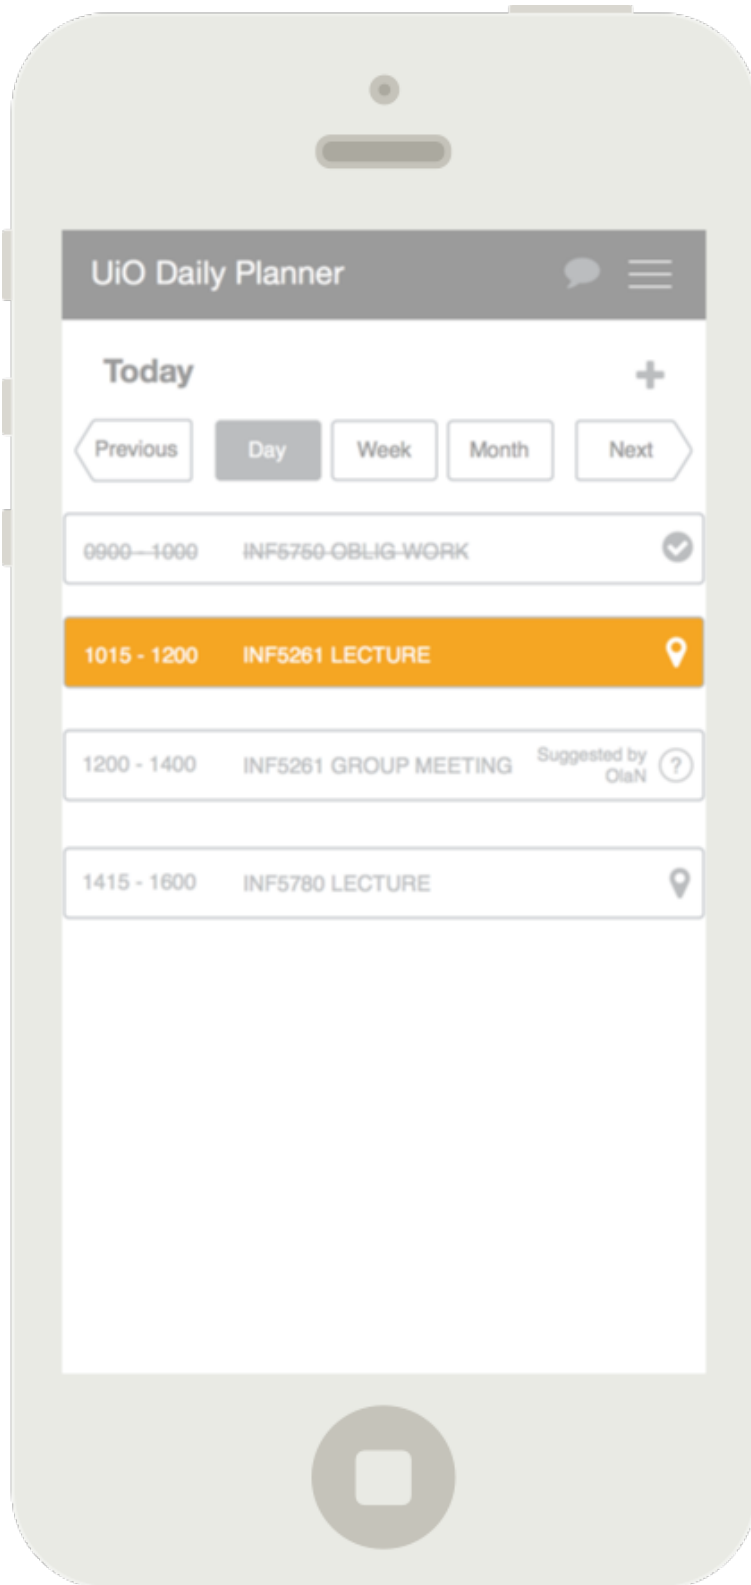 UiO Daily Planner
Today
Previous Day Week Month Next
0900 - 1000 INF5750 OBLIG WORK
1015 - 1200 INF5261 LECTURE
1200 - 1400 INF5261 GROUP MEETING Suggested by
OlaN ?
1415 - 1600 INF5780 LECTURE